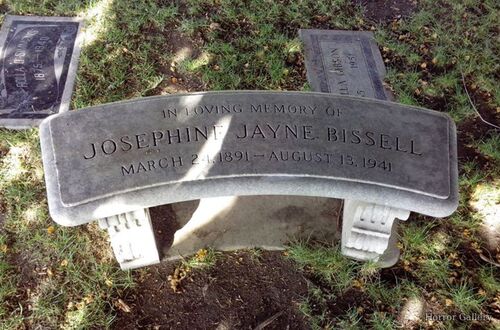 IN LOVING MEMORY OF
JOSEPHINE JAYNE BISSELL
MARCH 24, 1891 – AUGUST 13, 1941
Horror Gallery